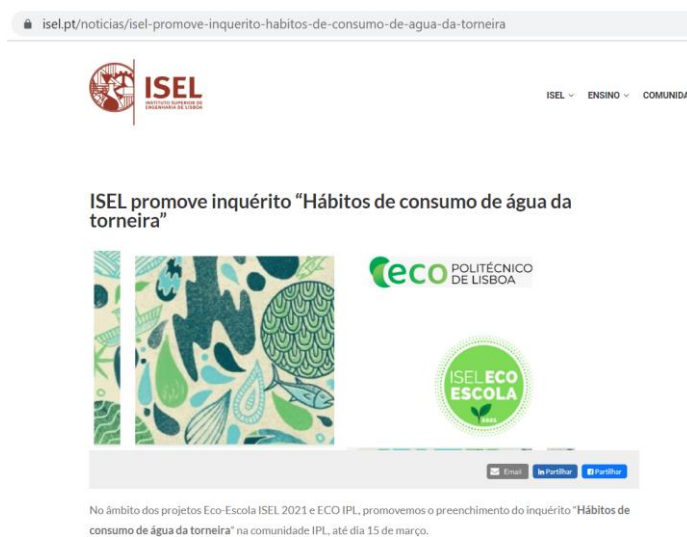 isel.pt/noticias/isel-promove-inquerito-habitos-de-consumo-de-agua-da-torneira
ISEL
INSTITUTO SUPERIOR DE
ENGENHARIA DE LISBOA
ISEL
ENSINO
COMUNIDA
ISEL promove inquérito “Hábitos de consumo de água da
torneira”
eco POLITÉCNICO
DE LISBOA
ISEL ECO
ESCOLA
Email
in Partilhar
Partilhar
No âmbito dos projetos Eco-Escola ISEL 2021 e ECO IPL, promovemos o preenchimento do inquérito “Hábitos de
consumo de água da torneira” na comunidade IPL, até dia 15 de março.